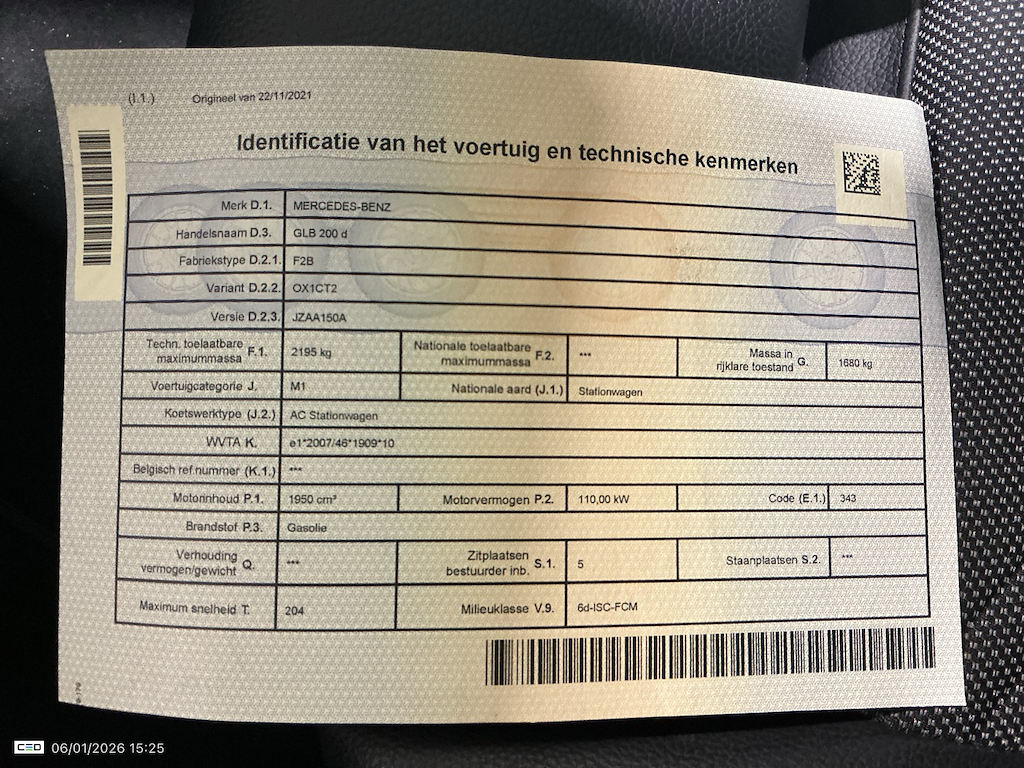 (I.1.) Origineel van 22/11/2021
Identificatie van het voertuig en technische kenmerken
Merk D.1. MERCEDES-BENZ
Handelsnaam D.3. GLB 200 d
Fabriekstype D.2.1. F2B
Variant D.2.2. OX1CT2
Versie D.2.3. JZAA150A
Techn. toelaatbare maximummassa F.1. 2195 kg Nationale toelaatbare maximummassa F.2. *** Massa in rijklare toestand G. 1680 kg
Voertuigcategorie J. M1 Nationale aard (J.1.) Stationwagen
Koetswerktype (J.2.) AC Stationwagen
WVTA K. e1*2007/46*1909*10
Belgisch ref.nummer (K.1.) ***
Motorinhoud P.1. 1950 cm³ Motorvermogen P.2. 110,00 kW Code (E.1.) 343
Brandstof P.3. Gasolie
Verhouding vermogen/gewicht Q. *** Zitplaatsen bestuurder inb. S.1. 5 Staanplaatsen S.2. ***
Maximum snelheid T. 204 Milieuklasse V.9. 6d-ISC-FCM
CEO 06/01/2026 15:25